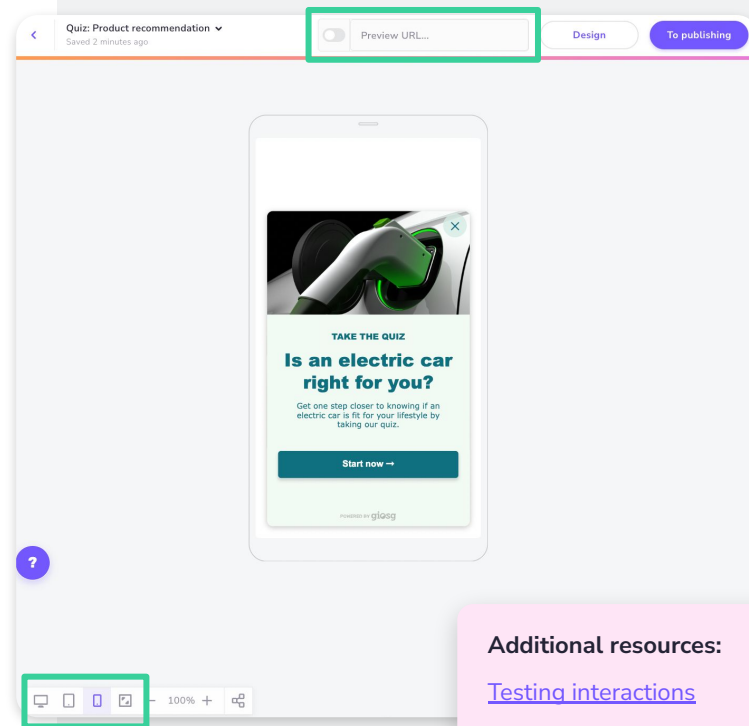 Quiz: Product recommendation
Saved 2 minutes ago
Preview URL...
Design
To publishing
TAKE THE QUIZ
Is an electric car
right for you?
Get one step closer to knowing if an
electric car is fit for your lifestyle by
taking our quiz.
Start now →
POWERED BY giosg
?
− 100% +
Additional resources:
Testing interactions